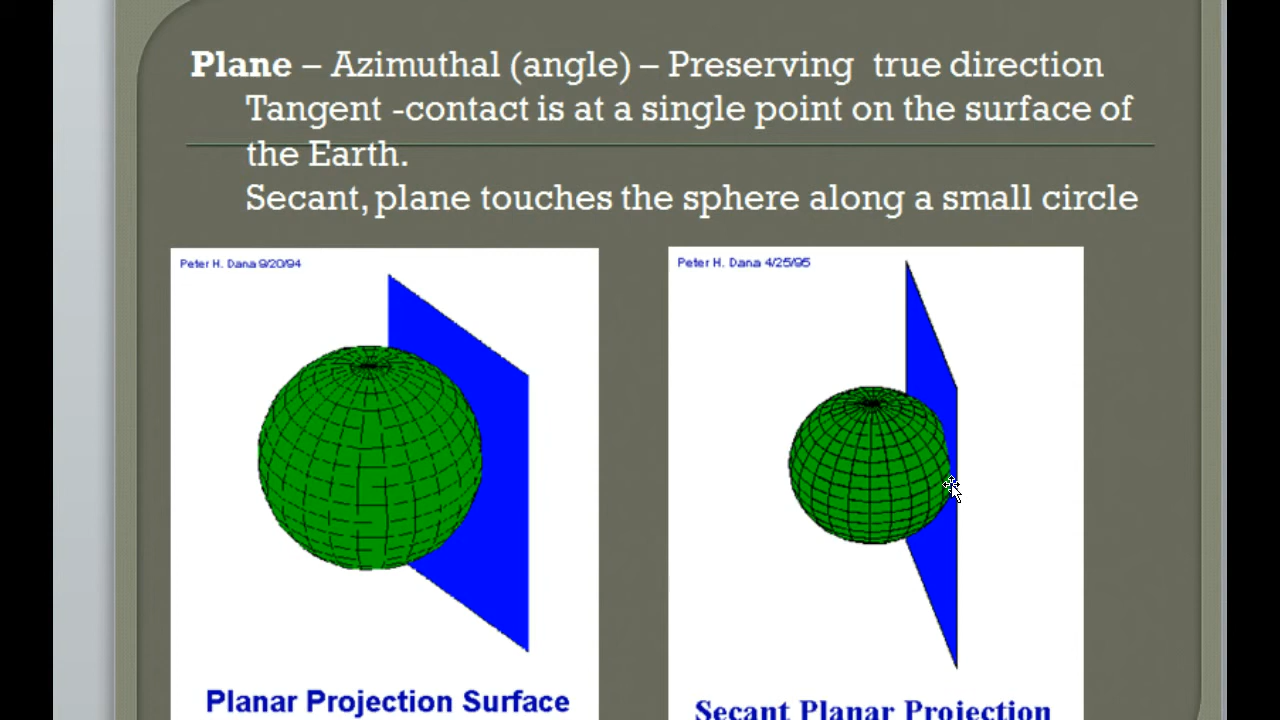 Plane – Azimuthal (angle) – Preserving true direction
Tangent -contact is at a single point on the surface of
the Earth.
Secant, plane touches the sphere along a small circle
Peter H. Dana 9/20/94
Peter H. Dana 4/25/95
Planar Projection Surface
Secant Planar Projection